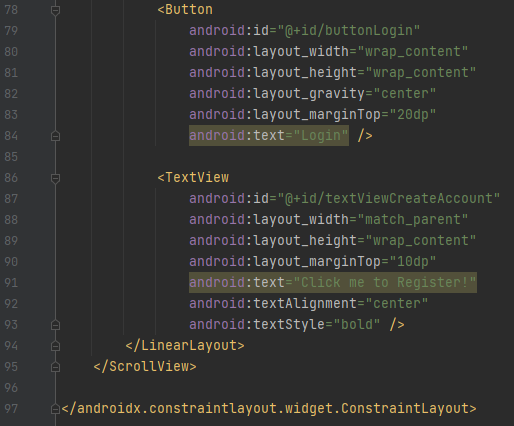 78 <Button
79 android:id="@+id/buttonLogin"
80 android:layout_width="wrap_content"
81 android:layout_height="wrap_content"
82 android:layout_gravity="center"
83 android:layout_marginTop="20dp"
84 android:text="Login" />
85
86 <TextView
87 android:id="@+id/textViewCreateAccount"
88 android:layout_width="match_parent"
89 android:layout_height="wrap_content"
90 android:layout_marginTop="10dp"
91 android:text="Click me to Register!"
92 android:textAlignment="center"
93 android:textStyle="bold" />
94 </LinearLayout>
95 </ScrollView>
96
97 </androidx.constraintlayout.widget.ConstraintLayout>